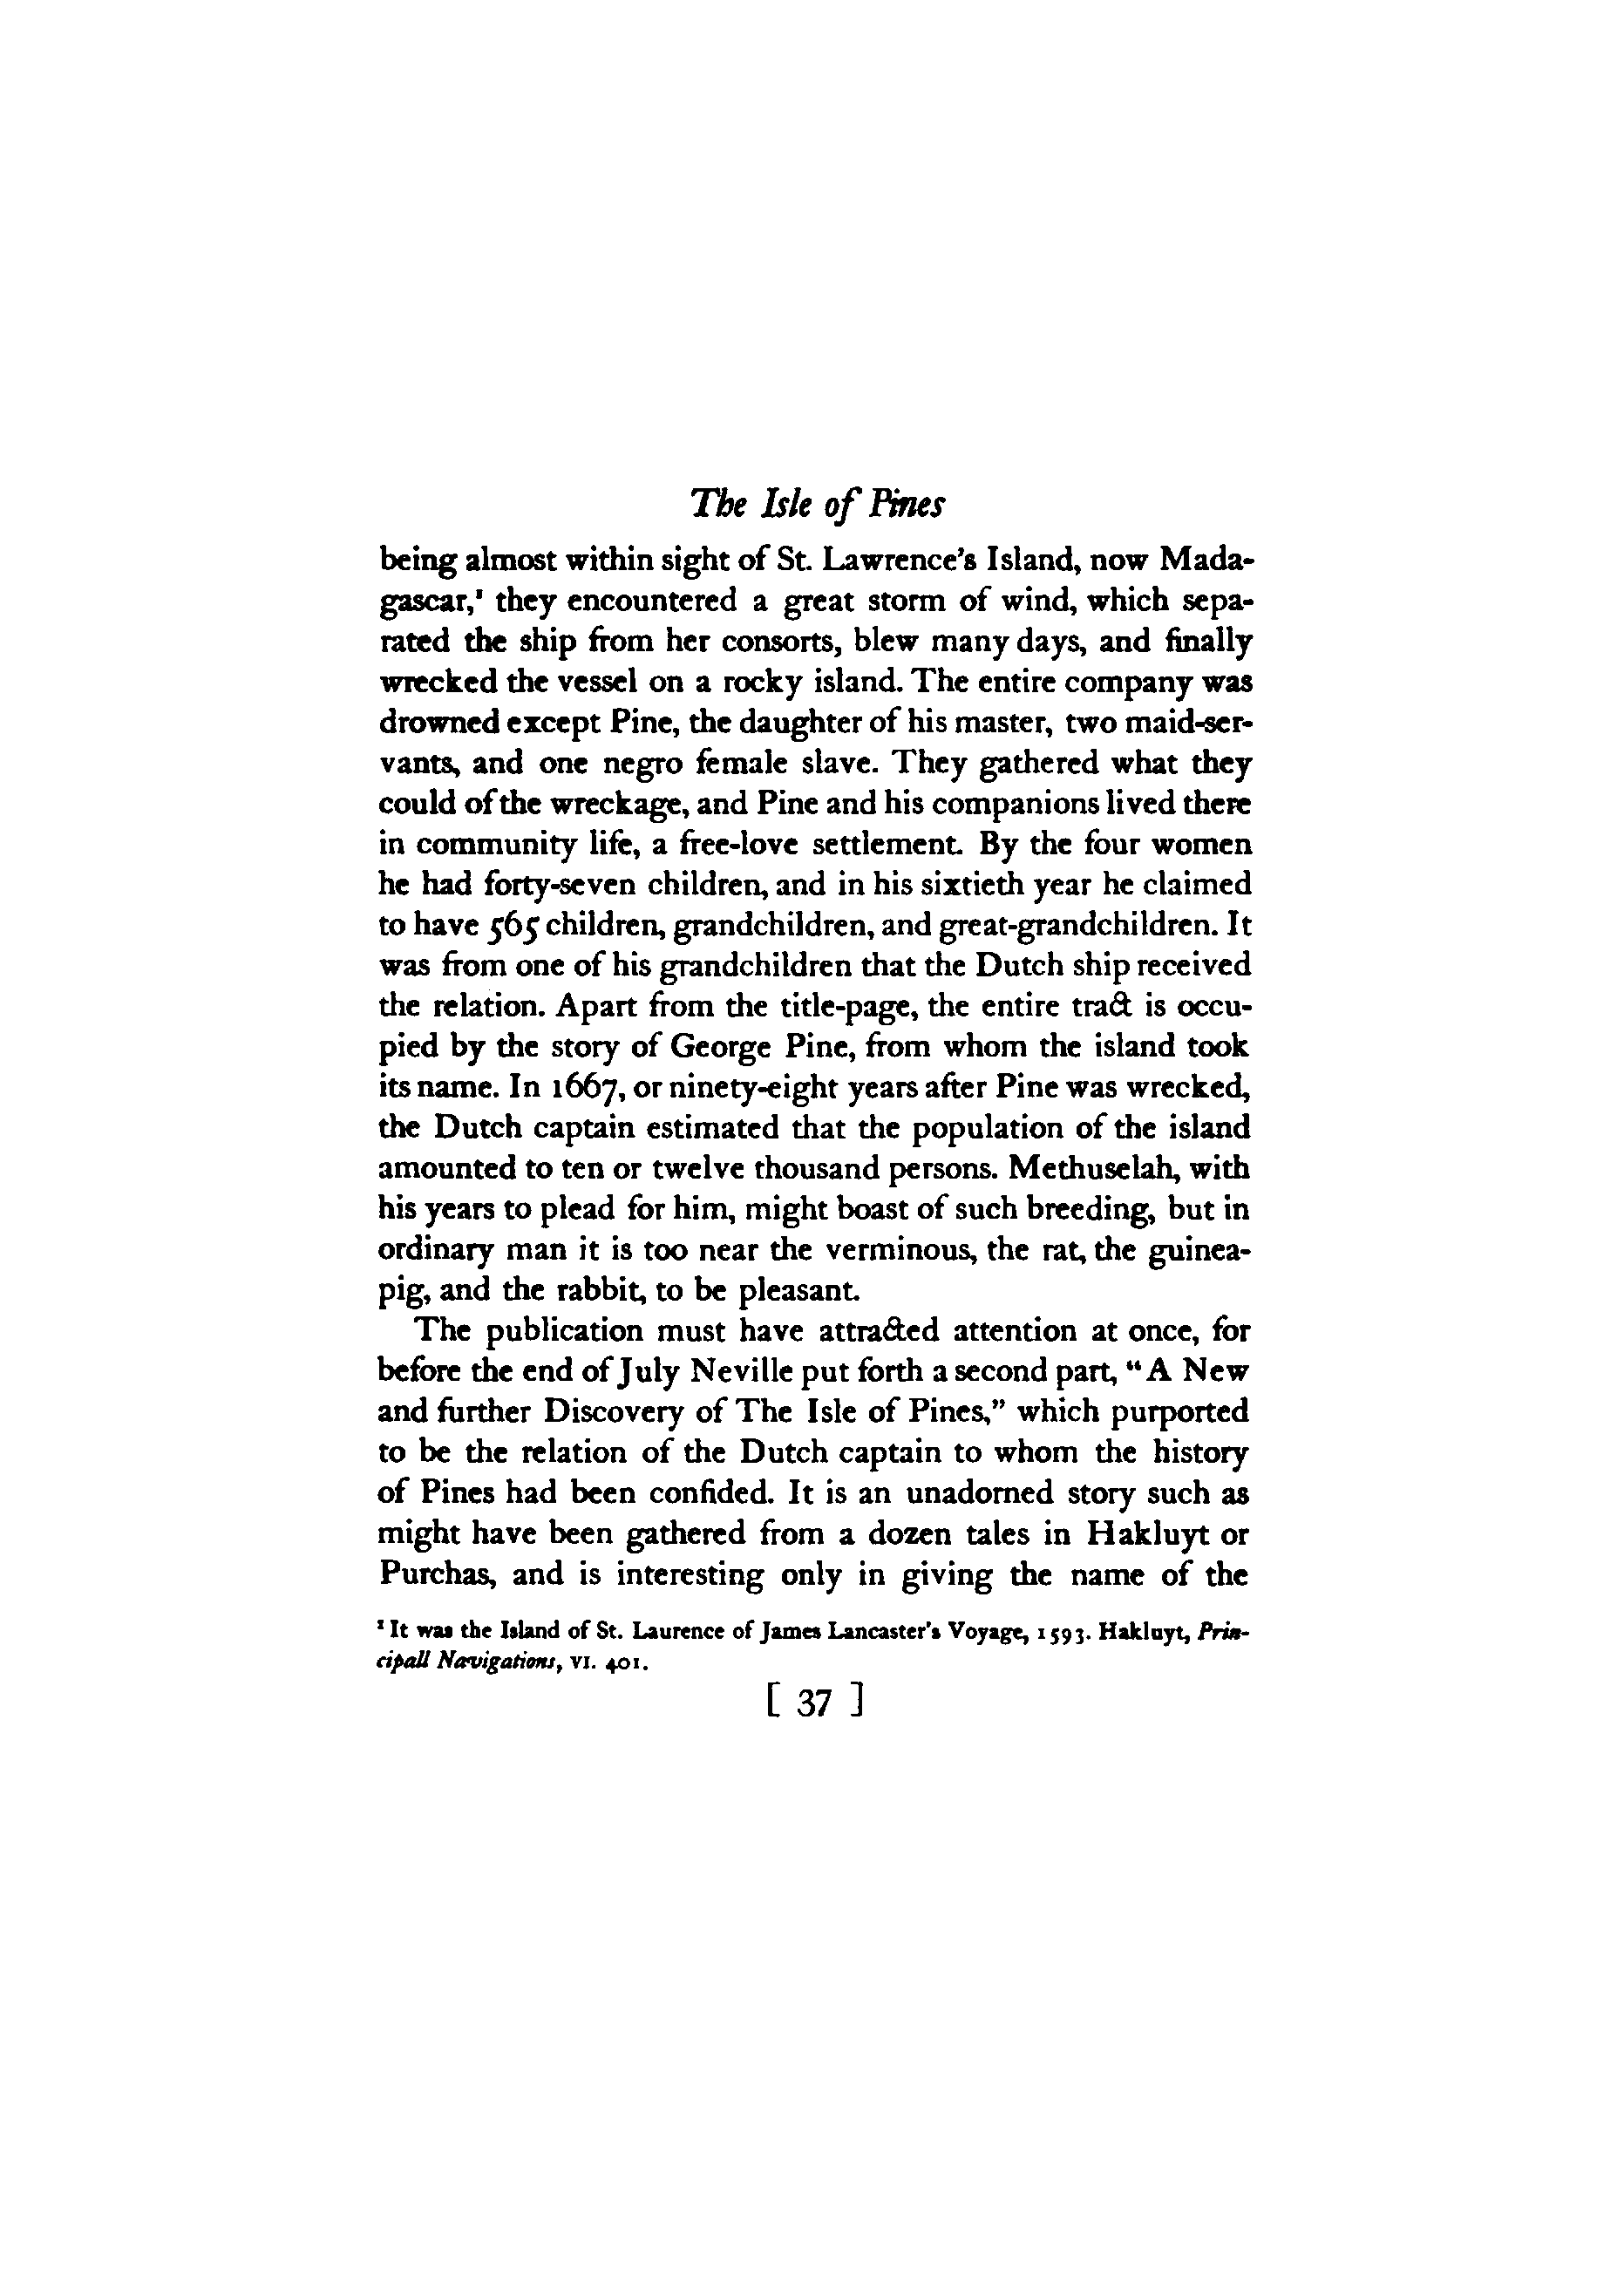 The Isle of Pines
being almost within sight of St. Lawrence's Island, now Mada-
gascar,¹ they encountered a great storm of wind, which sepa-
rated the ship from her consorts, blew many days, and finally
wrecked the vessel on a rocky island. The entire company was
drowned except Pine, the daughter of his master, two maid-ser-
vants, and one negro female slave. They gathered what they
could of the wreckage, and Pine and his companions lived there
in community life, a free-love settlement. By the four women
he had forty-seven children, and in his sixtieth year he claimed
to have 565 children, grandchildren, and great-grandchildren. It
was from one of his grandchildren that the Dutch ship received
the relation. Apart from the title-page, the entire tract is occu-
pied by the story of George Pine, from whom the island took
its name. In 1667, or ninety-eight years after Pine was wrecked,
the Dutch captain estimated that the population of the island
amounted to ten or twelve thousand persons. Methuselah, with
his years to plead for him, might boast of such breeding, but in
ordinary man it is too near the verminous, the rat, the guinea-
pig, and the rabbit, to be pleasant.
The publication must have attracted attention at once, for
before the end of July Neville put forth a second part, "A New
and further Discovery of The Isle of Pines," which purported
to be the relation of the Dutch captain to whom the history
of Pines had been confided. It is an unadorned story such as
might have been gathered from a dozen tales in Hakluyt or
Purchas, and is interesting only in giving the name of the
¹ It was the Island of St. Laurence of James Lancaster's Voyage, 1593. Hakluyt, Prin-
cipall Navigations, VI. 401.
[ 37 ]